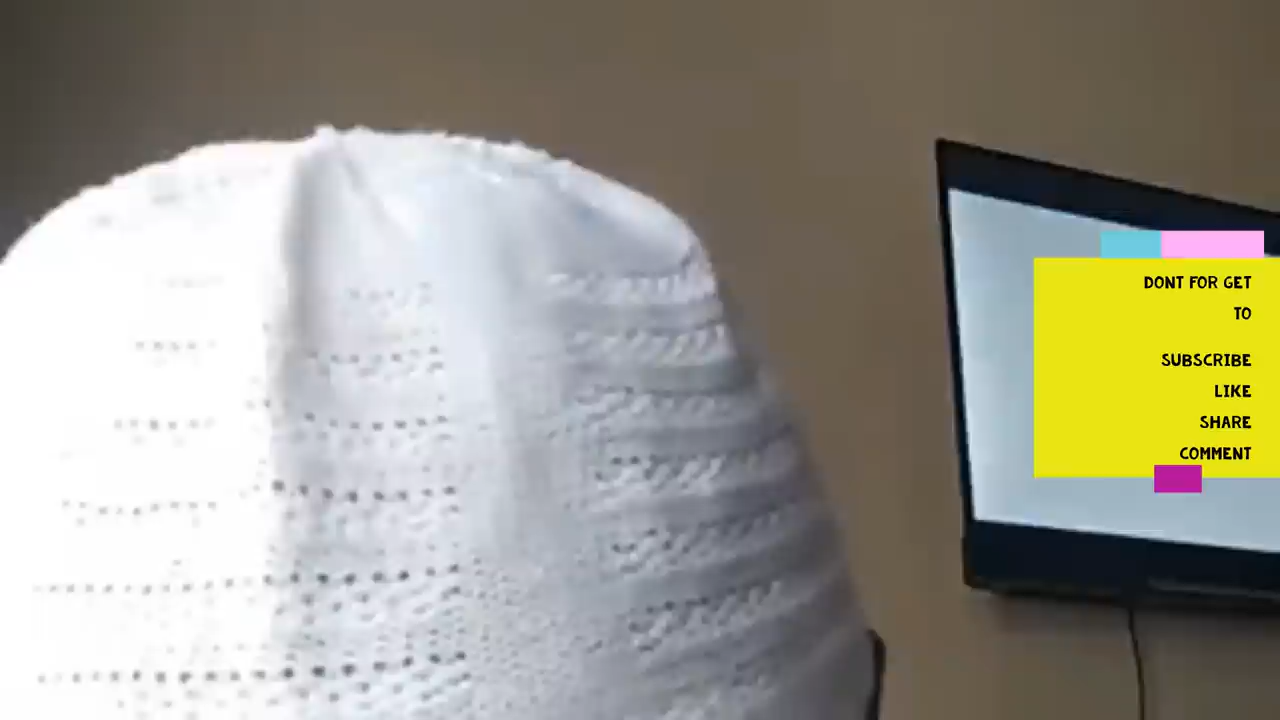 DONT FOR GET
TO
SUBSCRIBE
LIKE
SHARE
COMMENT